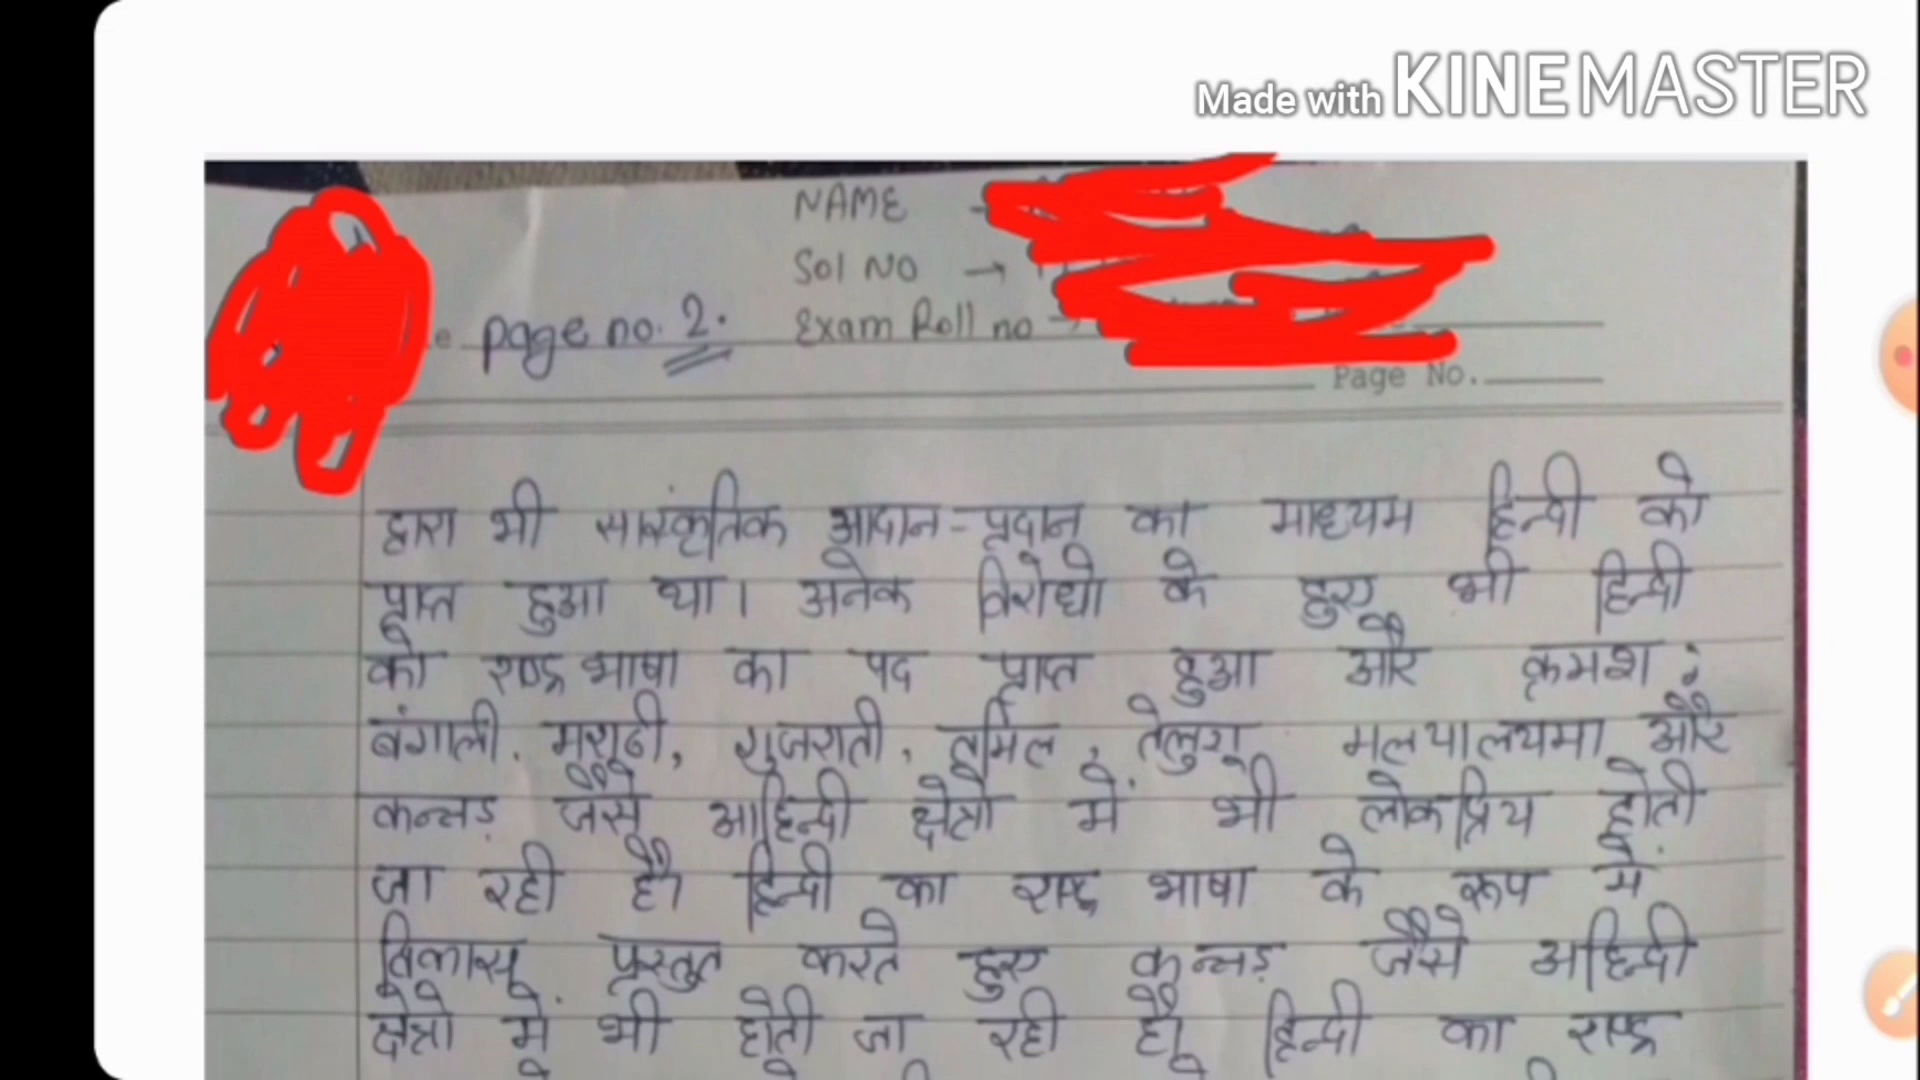 Made with KINEMASTER
NAME →
Sol NO →
e page no. 2. Exam Roll no →
Page No.
द्वारा भी सांस्कृतिक आदान-प्रदान का माध्यम हिन्दी को
प्राप्त हुआ था। अनेक विरोधो के हुए भी हिन्दी
को राष्ट्र भाषा का पद प्राप्त हुआ और क्रमश:
बंगाली, मराठी, गुजराती, तमिल, तेलुगु मलयालयमा और
कन्नड़ जैसे आहिन्दी क्षेत्रो में भी लोकप्रिय होती
जा रही है। हिन्दी का राष्ट्र भाषा के रूप में
विकास प्रस्तुत करते हुए कन्नड़ जैसे अहिन्दी
क्षेत्रो में भी होती जा रही है, हिन्दी का राष्ट्र